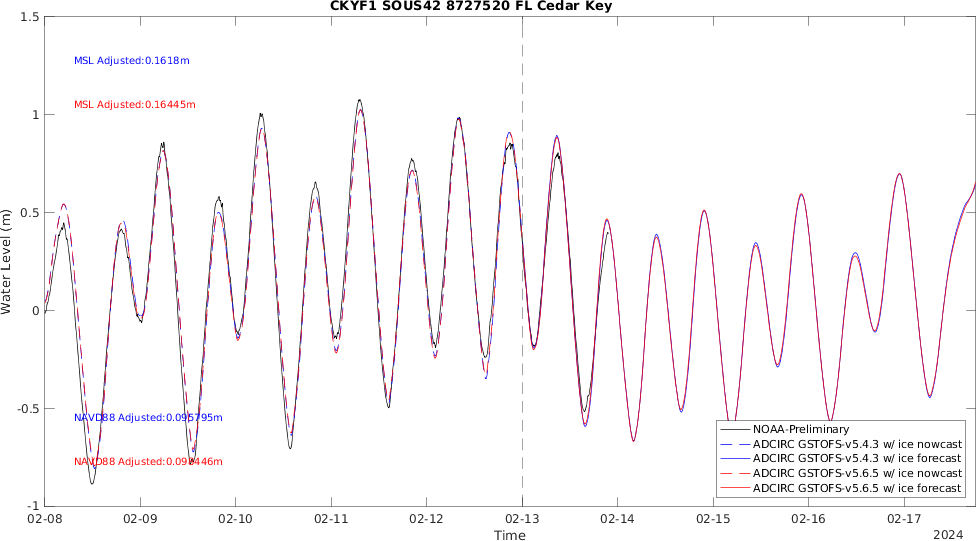 CKYF1 SOUS42 8727520 FL Cedar Key
1.5
MSL Adjusted:0.1618m
MSL Adjusted:0.16445m
1
0.5
Water Level (m)
0
-0.5
NAVD88 Adjusted:0.095795m
NAVD88 Adjusted:0.098446m
-1
NOAA-Preliminary
ADCIRC GSTOFS-v5.4.3 w/ ice nowcast
ADCIRC GSTOFS-v5.4.3 w/ ice forecast
ADCIRC GSTOFS-v5.6.5 w/ ice nowcast
ADCIRC GSTOFS-v5.6.5 w/ ice forecast
02-08 02-09 02-10 02-11 02-12 02-13 02-14 02-15 02-16 02-17
Time
2024